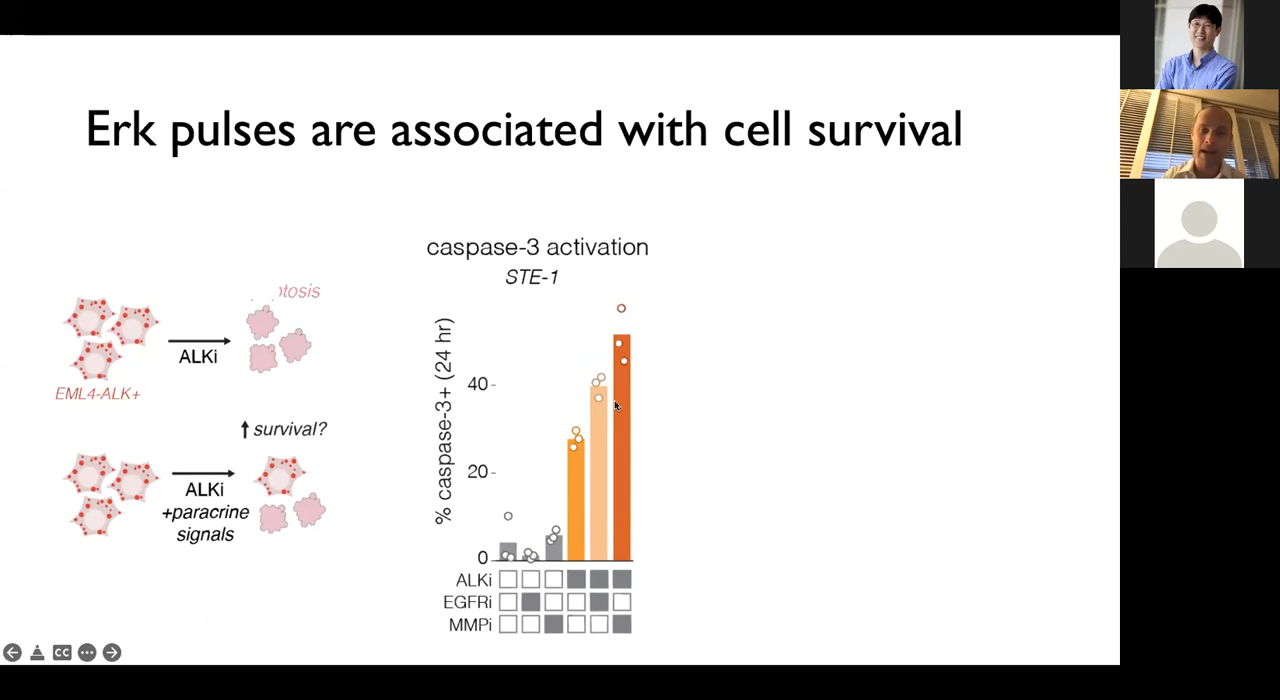 Erk pulses are associated with cell survival
caspase-3 activation
STE-1
ptosis
ALKi
EML4-ALK+
↑ survival?
ALKi
+paracrine
signals
% caspase-3+ (24 hr)
40
20
0
ALKi
EGFRi
MMPi
CC